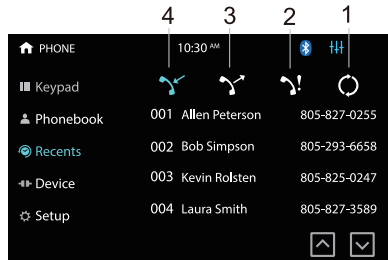 4 3 2 1
PHONE 10:30 AM
Keypad
001 Allen Peterson 805-827-0255
Phonebook
002 Bob Simpson 805-293-6658
Recents
003 Kevin Rolsten 805-825-0247
Device
004 Laura Smith 805-827-3589
Setup